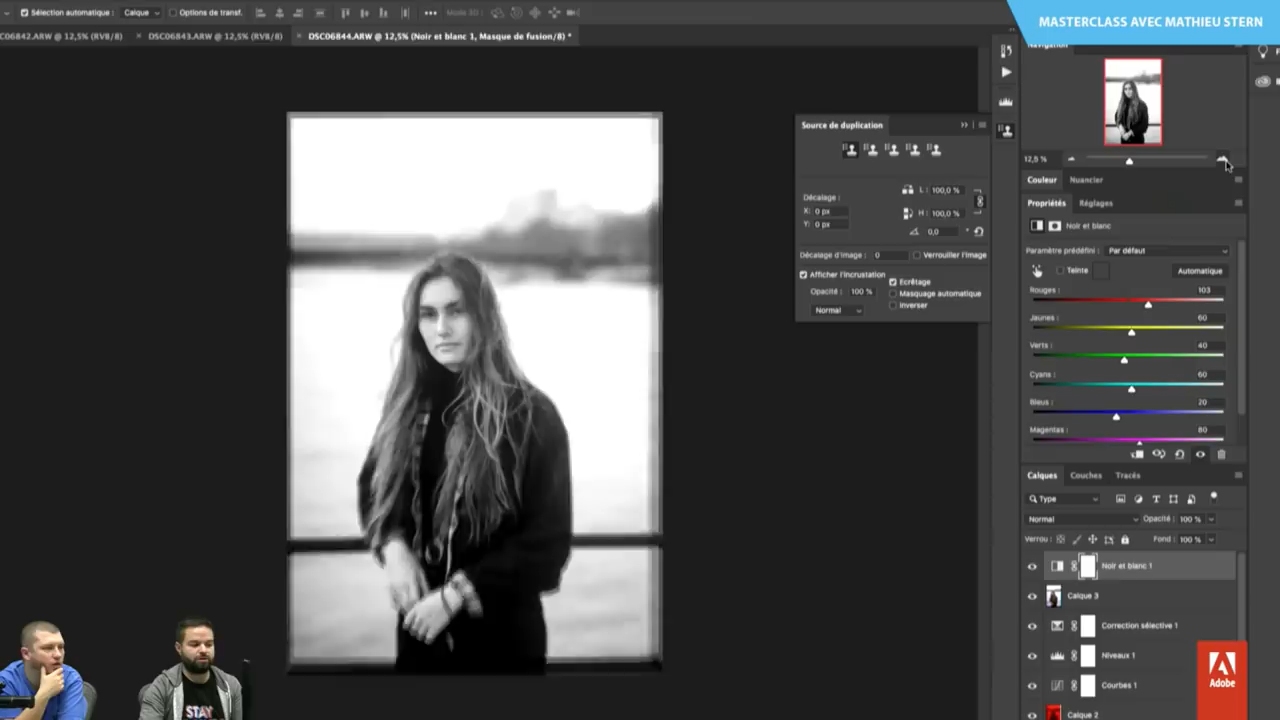 Sélection automatique : Calque Options de transf. Mode 3D :
MASTERCLASS AVEC MATHIEU STERN
C06842.ARW @ 12,5% (RVB/8) × DSC06843.ARW @ 12,5% (RVB/8) × DSC06844.ARW @ 12,5% (Noir et blanc 1, Masque de fusion/8) *
Navigation
12,5 %
Source de duplication
Décalage :
X : 0 px
Y : 0 px
L : 100,0 %
H : 100,0 %
0,0 °
Décalage d'image : 0 Verrouiller l'image
Afficher l'incrustation
Opacité : 100 %
Normal
Ecrêtage
Masquage automatique
Inverser
Couleur Nuancier
Propriétés Réglages
Noir et blanc
Paramètre prédéfini : Par défaut
Teinte Automatique
Rouges : 103
Jaunes : 60
Verts : 40
Cyans : 60
Bleus : 20
Magentas : 80
Calques Couches Tracés
Type
Normal Opacité : 100 %
Verrou : Fond : 100 %
Noir et blanc 1
Calque 3
Correction sélective 1
Niveaux 1
Courbes 1
Calque 2
Adobe
STAY